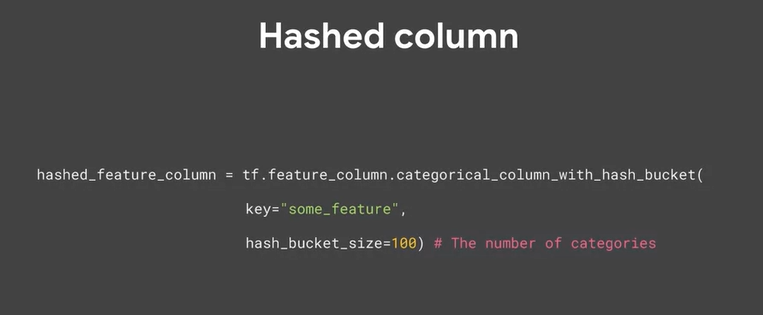 Hashed column
hashed_feature_column = tf.feature_column.categorical_column_with_hash_bucket(
key="some_feature",
hash_bucket_size=100) # The number of categories